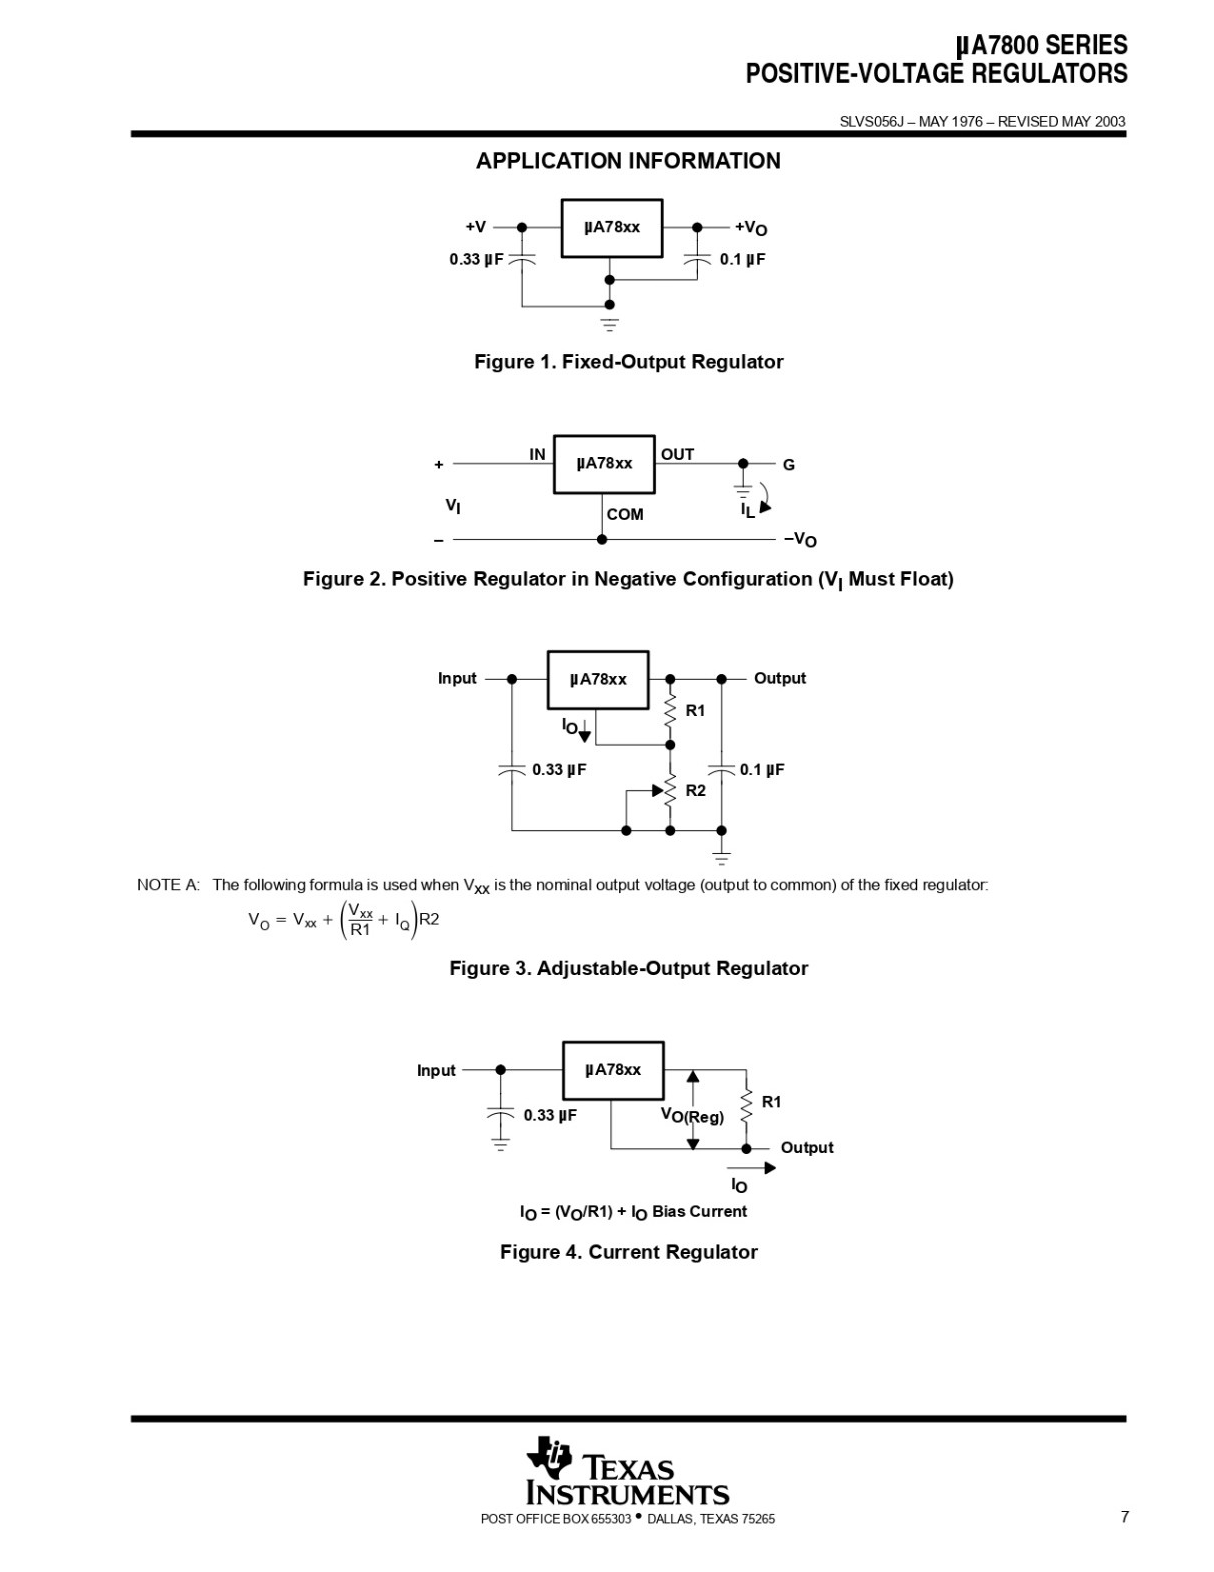 µA7800 SERIES
POSITIVE-VOLTAGE REGULATORS
SLVS056J – MAY 1976 – REVISED MAY 2003
APPLICATION INFORMATION
+V
µA78xx
+VO
0.33 µF
0.1 µF
Figure 1. Fixed-Output Regulator
IN
µA78xx
OUT
+
G
VI
IL
COM
–
–VO
Figure 2. Positive Regulator in Negative Configuration (VI Must Float)
Input
µA78xx
Output
R1
IO
0.33 µF
0.1 µF
R2
NOTE A: The following formula is used when Vxx is the nominal output voltage (output to common) of the fixed regulator:
VO = Vxx + (Vxx/R1 + IQ)R2
Figure 3. Adjustable-Output Regulator
Input
µA78xx
R1
0.33 µF
VO(Reg)
Output
IO
IO = (VO/R1) + IO Bias Current
Figure 4. Current Regulator
TEXAS
INSTRUMENTS
POST OFFICE BOX 655303 • DALLAS, TEXAS 75265
7